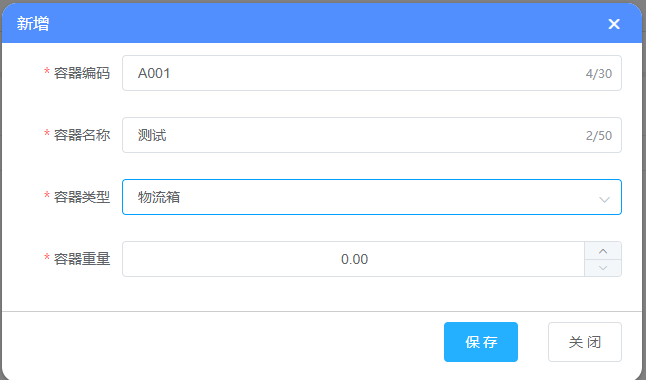 新增
* 容器编码 A001 4/30
* 容器名称 测试 2/50
* 容器类型 物流箱
* 容器重量 0.00
保存 关闭